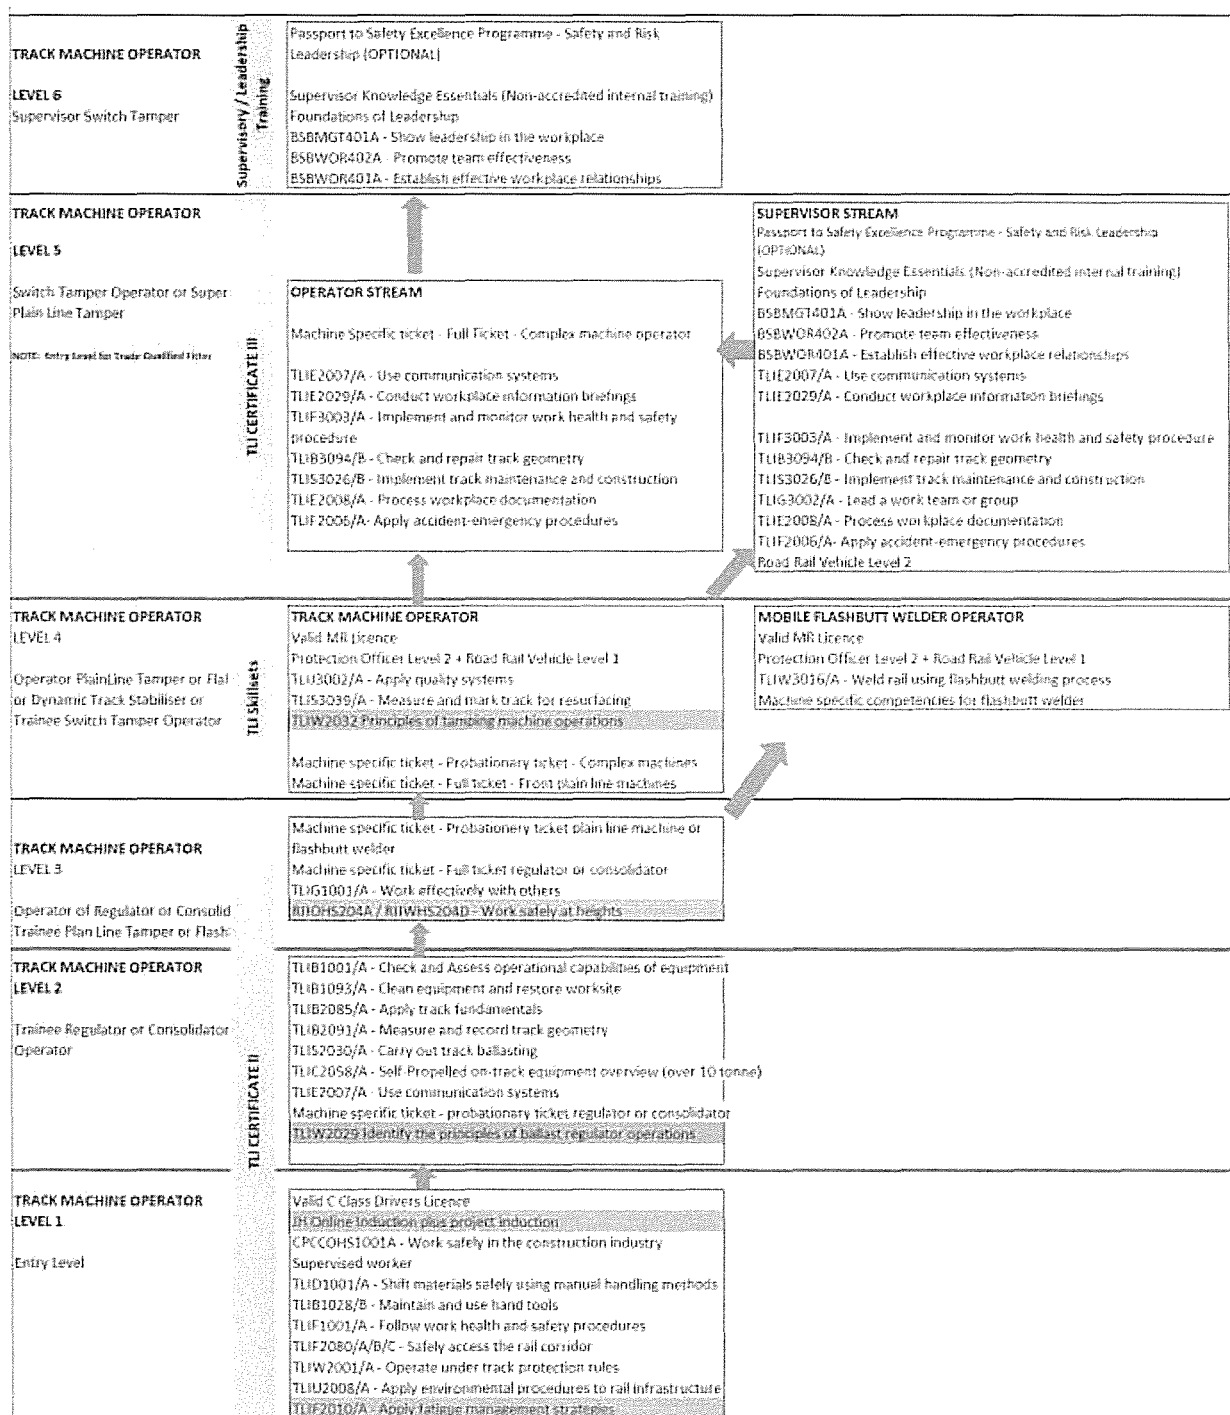 TRACK MACHINE OPERATOR
LEVEL 6
Supervisor Switch Tamper
Supervisory / Leadership
Training
Passport to Safety Excellence Programme - Safety and Risk
Leadership (OPTIONAL)
Supervisor Knowledge Essentials (Non-accredited internal training)
Foundations of Leadership
BSBMGT401A - Show leadership in the workplace
BSBWOR402A - Promote team effectiveness
BSBWOR401A - Establish effective workplace relationships
TRACK MACHINE OPERATOR
LEVEL 5
Switch Tamper Operator or Super
Plain Line Tamper
NOTE: Entry Level for Trade Qualified Fitter
TLI CERTIFICATE III
OPERATOR STREAM
Machine Specific ticket - Full Ticket - Complex machine operator
TLIE2007/A - Use communication systems
TLIE2029/A - Conduct workplace information briefings
TLIF3003/A - Implement and monitor work health and safety
procedure
TLIB3094/B - Check and repair track geometry
TLIS3026/B - Implement track maintenance and construction
TLIE2008/A - Process workplace documentation
TLIF2006/A- Apply accident-emergency procedures
SUPERVISOR STREAM
Passport to Safety Excellence Programme - Safety and Risk Leadership
(OPTIONAL)
Supervisor Knowledge Essentials (Non-accredited internal training)
Foundations of Leadership
BSBMGT401A - Show leadership in the workplace
BSBWOR402A - Promote team effectiveness
BSBWOR401A - Establish effective workplace relationships
TLIE2007/A - Use communication systems
TLIE2029/A - Conduct workplace information briefings
TLIF3003/A - Implement and monitor work health and safety procedure
TLIB3094/B - Check and repair track geometry
TLIS3026/B - Implement track maintenance and construction
TLIG3002/A - Lead a work team or group
TLIE2008/A - Process workplace documentation
TLIF2006/A- Apply accident-emergency procedures
Road Rail Vehicle Level 2
TRACK MACHINE OPERATOR
LEVEL 4
Operator PlainLine Tamper or Flal
or Dynamic Track Stabiliser or
Trainee Switch Tamper Operator
TLI Skillsets
TRACK MACHINE OPERATOR
Valid MR Licence
Protection Officer Level 2 + Road Rail Vehicle Level 1
TLIU3002/A - Apply quality systems
TLIS3039/A - Measure and mark track for resurfacing
TLIW2032 Principles of tamping machine operations
Machine specific ticket - Probationary ticket - Complex machines
Machine specific ticket - Full ticket - Front plain line machines
MOBILE FLASHBUTT WELDER OPERATOR
Valid MR Licence
Protection Officer Level 2 + Road Rail Vehicle Level 1
TLIW3016/A - Weld rail using flashbutt welding process
Machine specific competencies for flashbutt welder
TRACK MACHINE OPERATOR
LEVEL 3
Operator of Regulator or Consolid
Trainee Plan Line Tamper or Flash
Machine specific ticket - Probationery ticket plain line machine or
flashbutt welder
Machine specific ticket - Full ticket regulator or consolidator
TLIG1001/A - Work effectively with others
RIIOHS204A / RIIWHS204D - Work safely at heights
TRACK MACHINE OPERATOR
LEVEL 2
Trainee Regulator or Consolidator
Operator
TLI CERTIFICATE II
TLIB1001/A - Check and Assess operational capabilities of equipment
TLIB1093/A - Clean equipment and restore worksite
TLIB2085/A - Apply track fundamentals
TLIB2091/A - Measure and record track geometry
TLIS2030/A - Carry out track ballasting
TLIC2058/A - Self-Propelled on-track equipment overview (over 10 tonne)
TLIE2007/A - Use communication systems
Machine specific ticket - probationary ticket regulator or consolidator
TLIW2029 Identify the principles of ballast regulator operations
TRACK MACHINE OPERATOR
LEVEL 1
Entry Level
Valid C Class Drivers Licence
JH Online Induction plus project induction
CPCCOHS1001A - Work safely in the construction industry
Supervised worker
TLID1001/A - Shift materials safely using manual handling methods
TLIB1028/B - Maintain and use hand tools
TLIF1001/A - Follow work health and safety procedures
TLIF2080/A/B/C - Safely access the rail corridor
TLIW2001/A - Operate under track protection rules
TLIU2008/A - Apply environmental procedures to rail infrastructure
TLIF2010/A - Apply fatigue management strategies